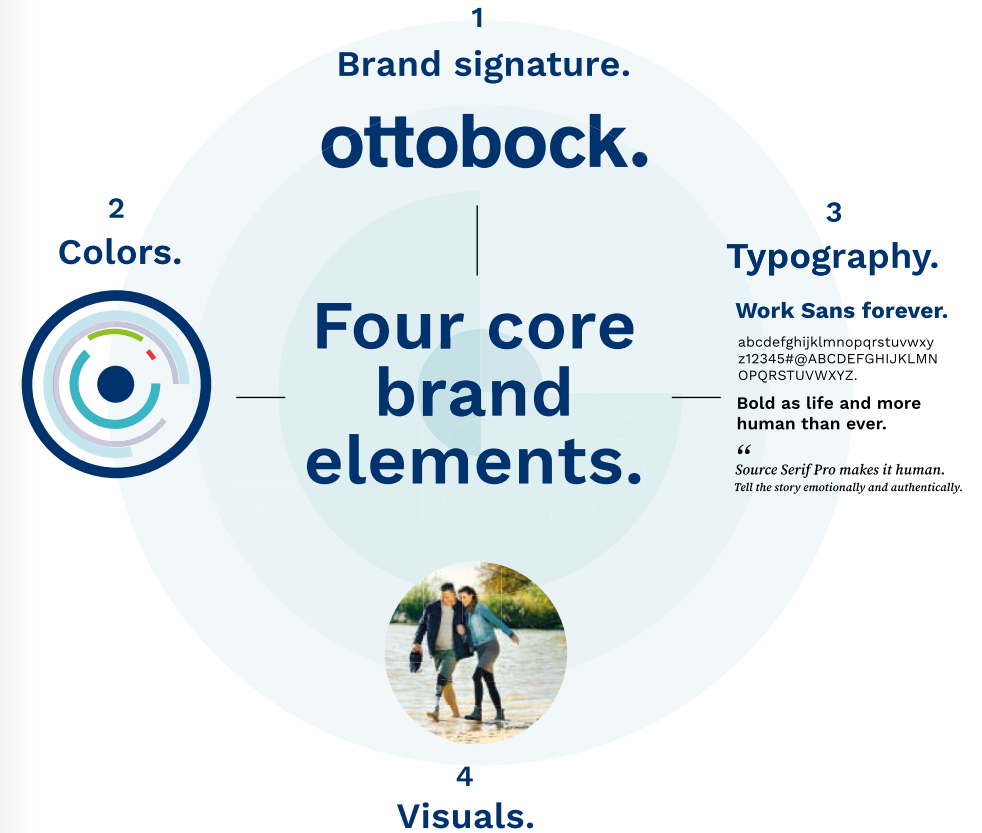 1
Brand signature.
ottobock.
2
Colors.
3
Typography.
Work Sans forever.
abcdefghijklmnopqrstuvwxy
z12345#@ABCDEFGHIJKLMN
OPQRSTUVWXYZ.
Bold as life and more
human than ever.
“
Source Serif Pro makes it human.
Tell the story emotionally and authentically.
Four core
brand
elements.
4
Visuals.